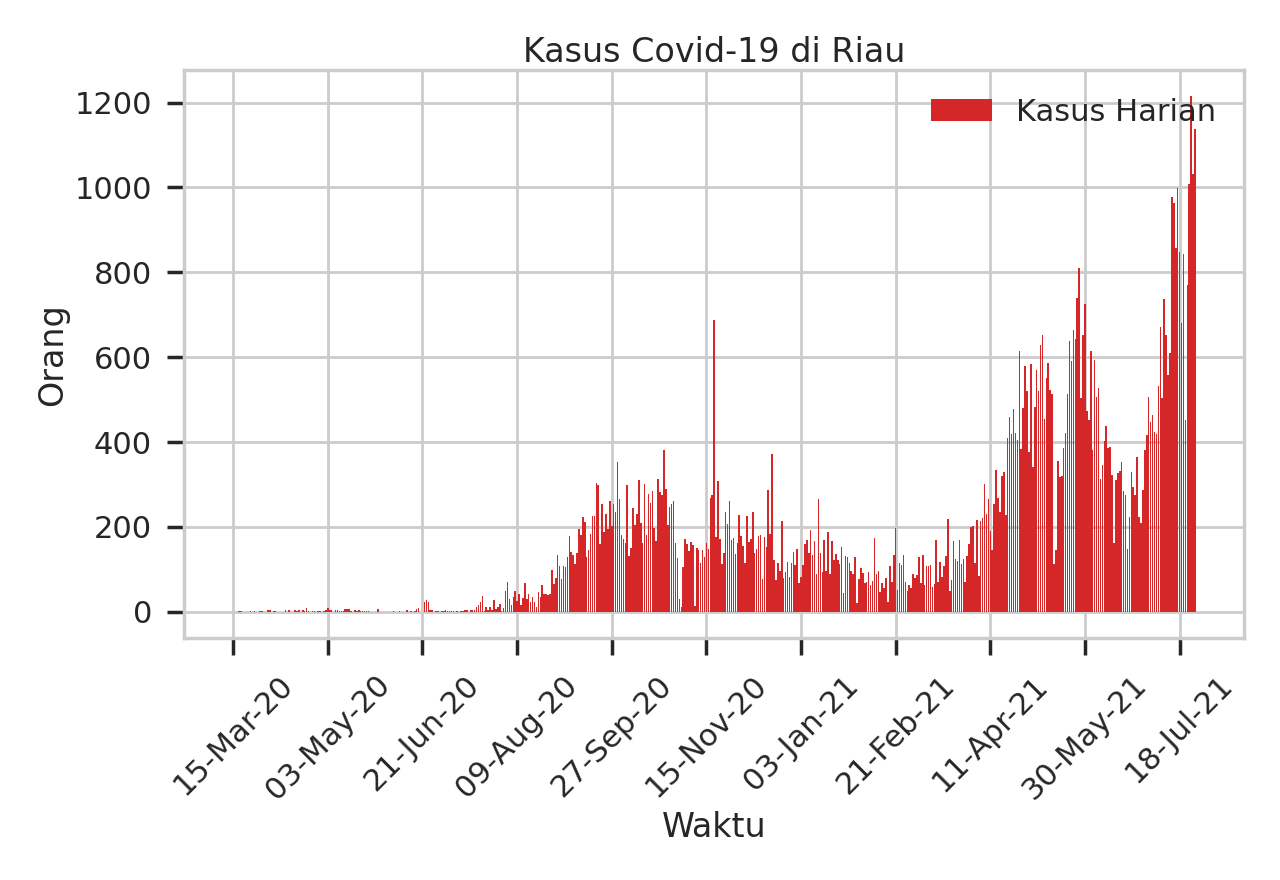 Kasus Covid-19 di Riau
Kasus Harian
Orang
1200
1000
800
600
400
200
0
15-Mar-20
03-May-20
21-Jun-20
09-Aug-20
27-Sep-20
15-Nov-20
03-Jan-21
21-Feb-21
11-Apr-21
30-May-21
18-Jul-21
Waktu